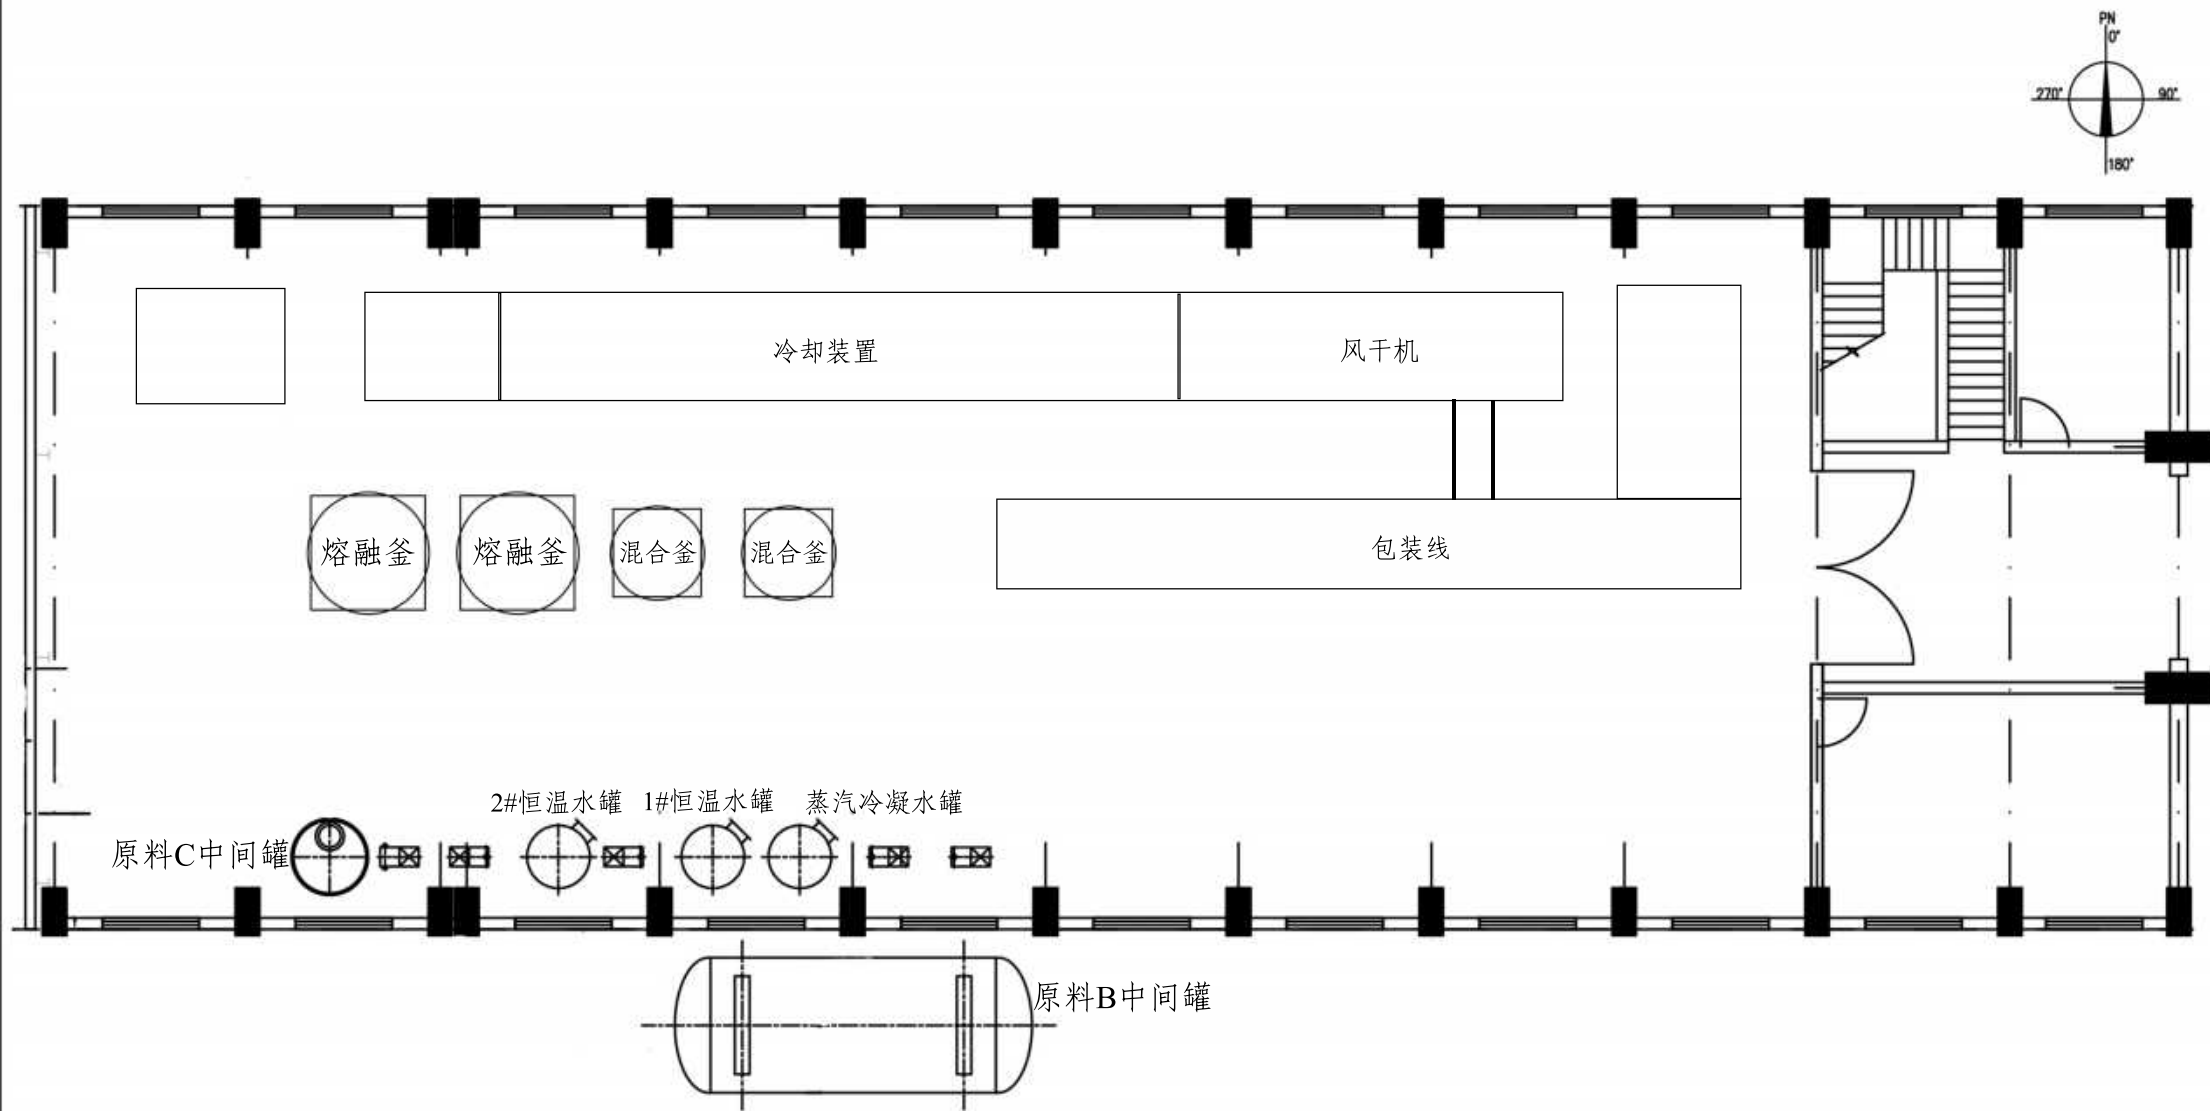 PN
0°
270°
90°
180°
冷却装置
风干机
熔融釜
熔融釜
混合釜
混合釜
包装线
2#恒温水罐
1#恒温水罐
蒸汽冷凝水罐
原料C中间罐
原料B中间罐